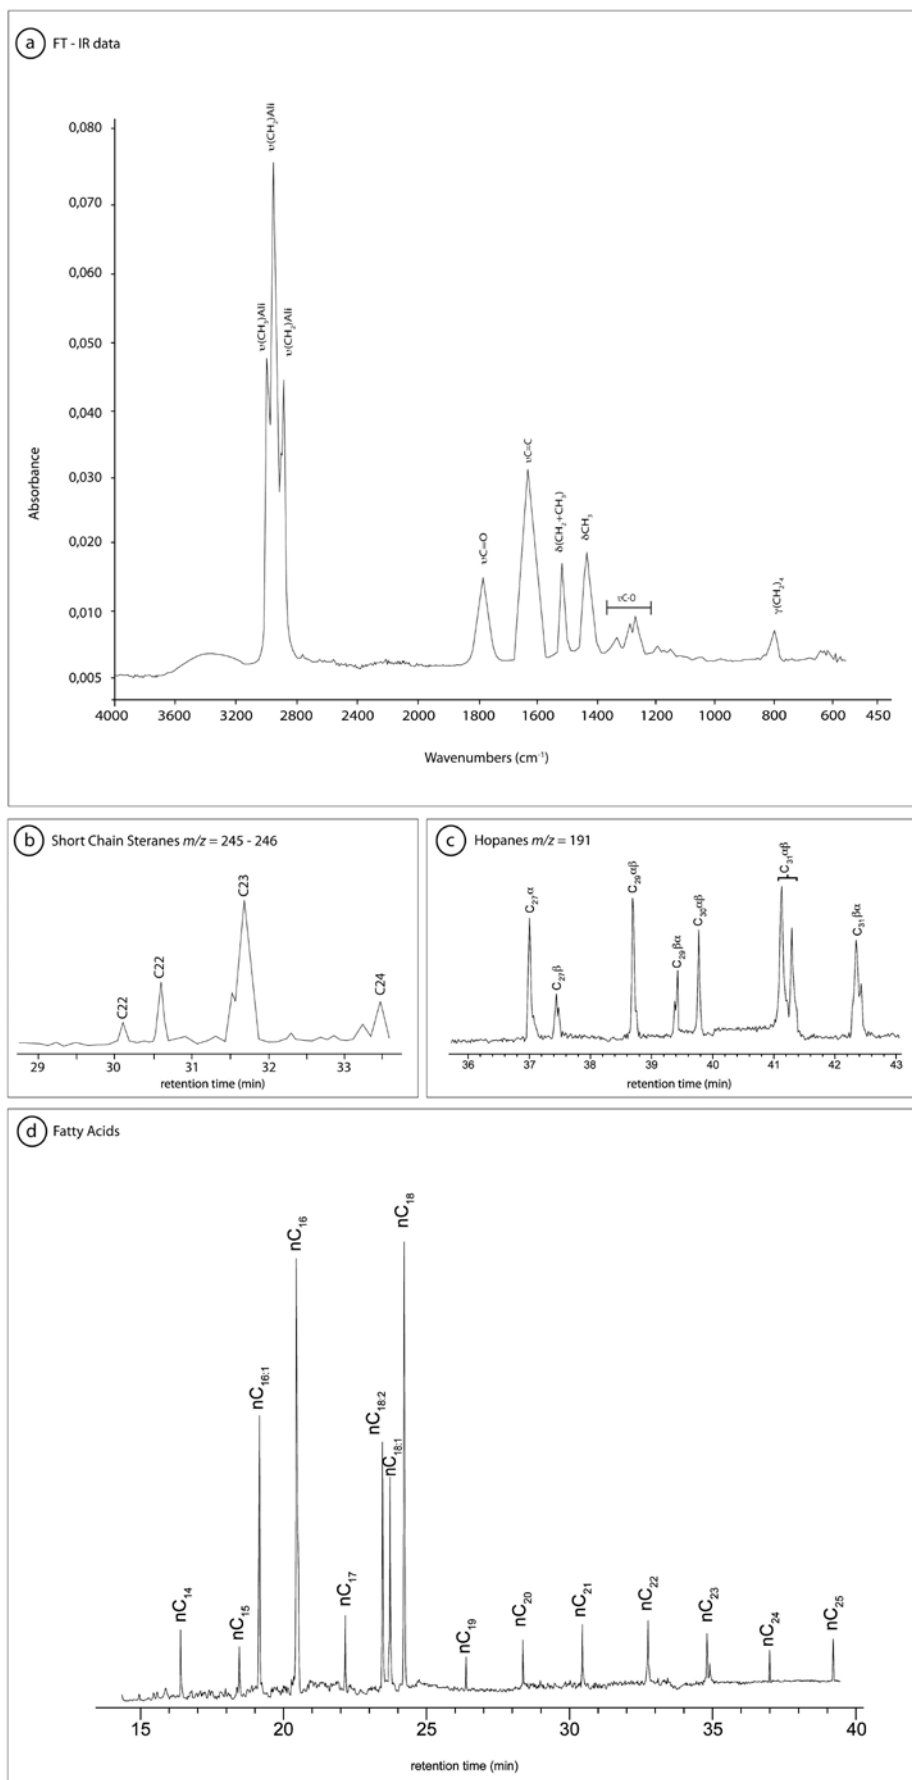 a FT - IR data
υ(CH₂)Ali
υ(CH₃)Ali
υ(CH₂)Ali
υC=O
υC=C
δ(CH₂+CH₃)
δCH₃
υC-O
γ(CH₂)₄
Absorbance
0,080
0,070
0,060
0,050
0,040
0,030
0,020
0,010
0,005
4000 3600 3200 2800 2400 2000 1800 1600 1400 1200 1000 800 600 450
Wavenumbers (cm⁻¹)
b Short Chain Steranes m/z = 245 - 246
C22
C22
C23
C24
29 30 31 32 33
retention time (min)
c Hopanes m/z = 191
C₂₇α
C₂₇β
C₂₉αβ
C₂₉βα
C₃₀αβ
C₃₁αβ
C₃₁βα
36 37 38 39 40 41 42 43
retention time (min)
d Fatty Acids
nC₁₄
nC₁₅
nC₁₆:₁
nC₁₆
nC₁₇
nC₁₈:₂
nC₁₈:₁
nC₁₈
nC₁₉
nC₂₀
nC₂₁
nC₂₂
nC₂₃
nC₂₄
nC₂₅
15 20 25 30 35 40
retention time (min)